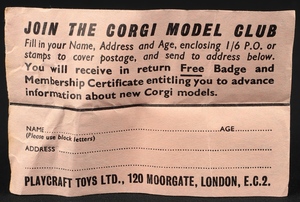 JOIN THE CORGI MODEL CLUB
Fill in your Name, Address and Age, enclosing 1/6 P.O. or
stamps to cover postage, and send to address below.
You will receive in return Free Badge and
Membership Certificate entitling you to advance
information about new Corgi models.
NAME AGE
(Please use block letters)
ADDRESS
PLAYCRAFT TOYS LTD., 120 MOORGATE, LONDON, E.C.2.